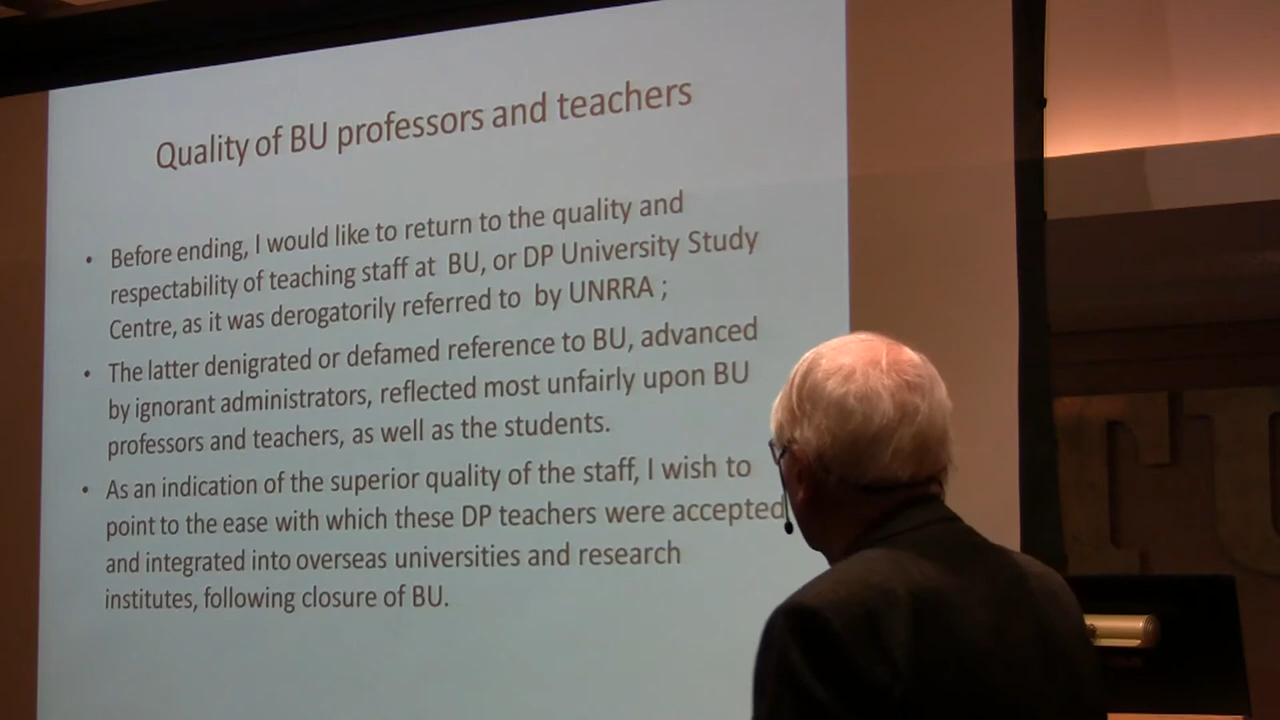 Quality of BU professors and teachers
• Before ending, I would like to return to the quality and
respectability of teaching staff at BU, or DP University Study
Centre, as it was derogatorily referred to by UNRRA ;
• The latter denigrated or defamed reference to BU, advanced
by ignorant administrators, reflected most unfairly upon BU
professors and teachers, as well as the students.
• As an indication of the superior quality of the staff, I wish to
point to the ease with which these DP teachers were accepted
and integrated into overseas universities and research
institutes, following closure of BU.